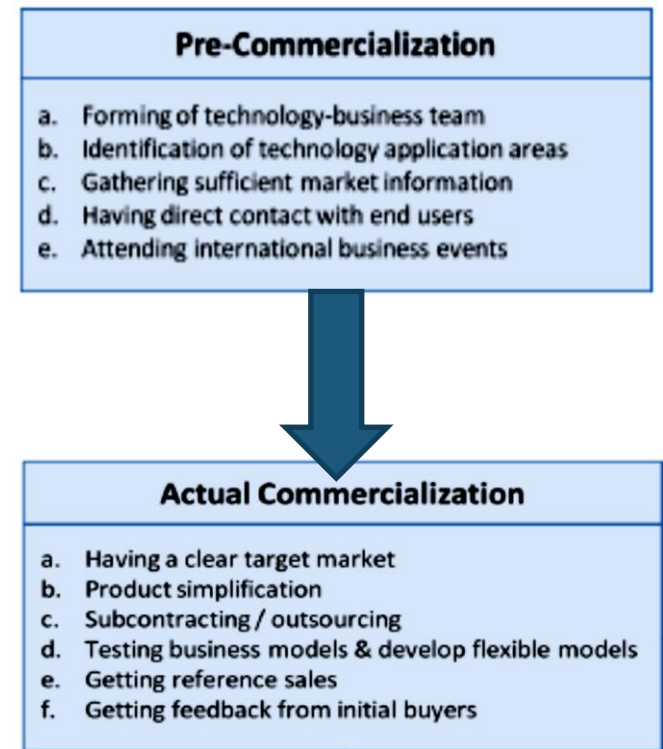 Pre-Commercialization
a. Forming of technology-business team
b. Identification of technology application areas
c. Gathering sufficient market information
d. Having direct contact with end users
e. Attending international business events
Actual Commercialization
a. Having a clear target market
b. Product simplification
c. Subcontracting / outsourcing
d. Testing business models & develop flexible models
e. Getting reference sales
f. Getting feedback from initial buyers